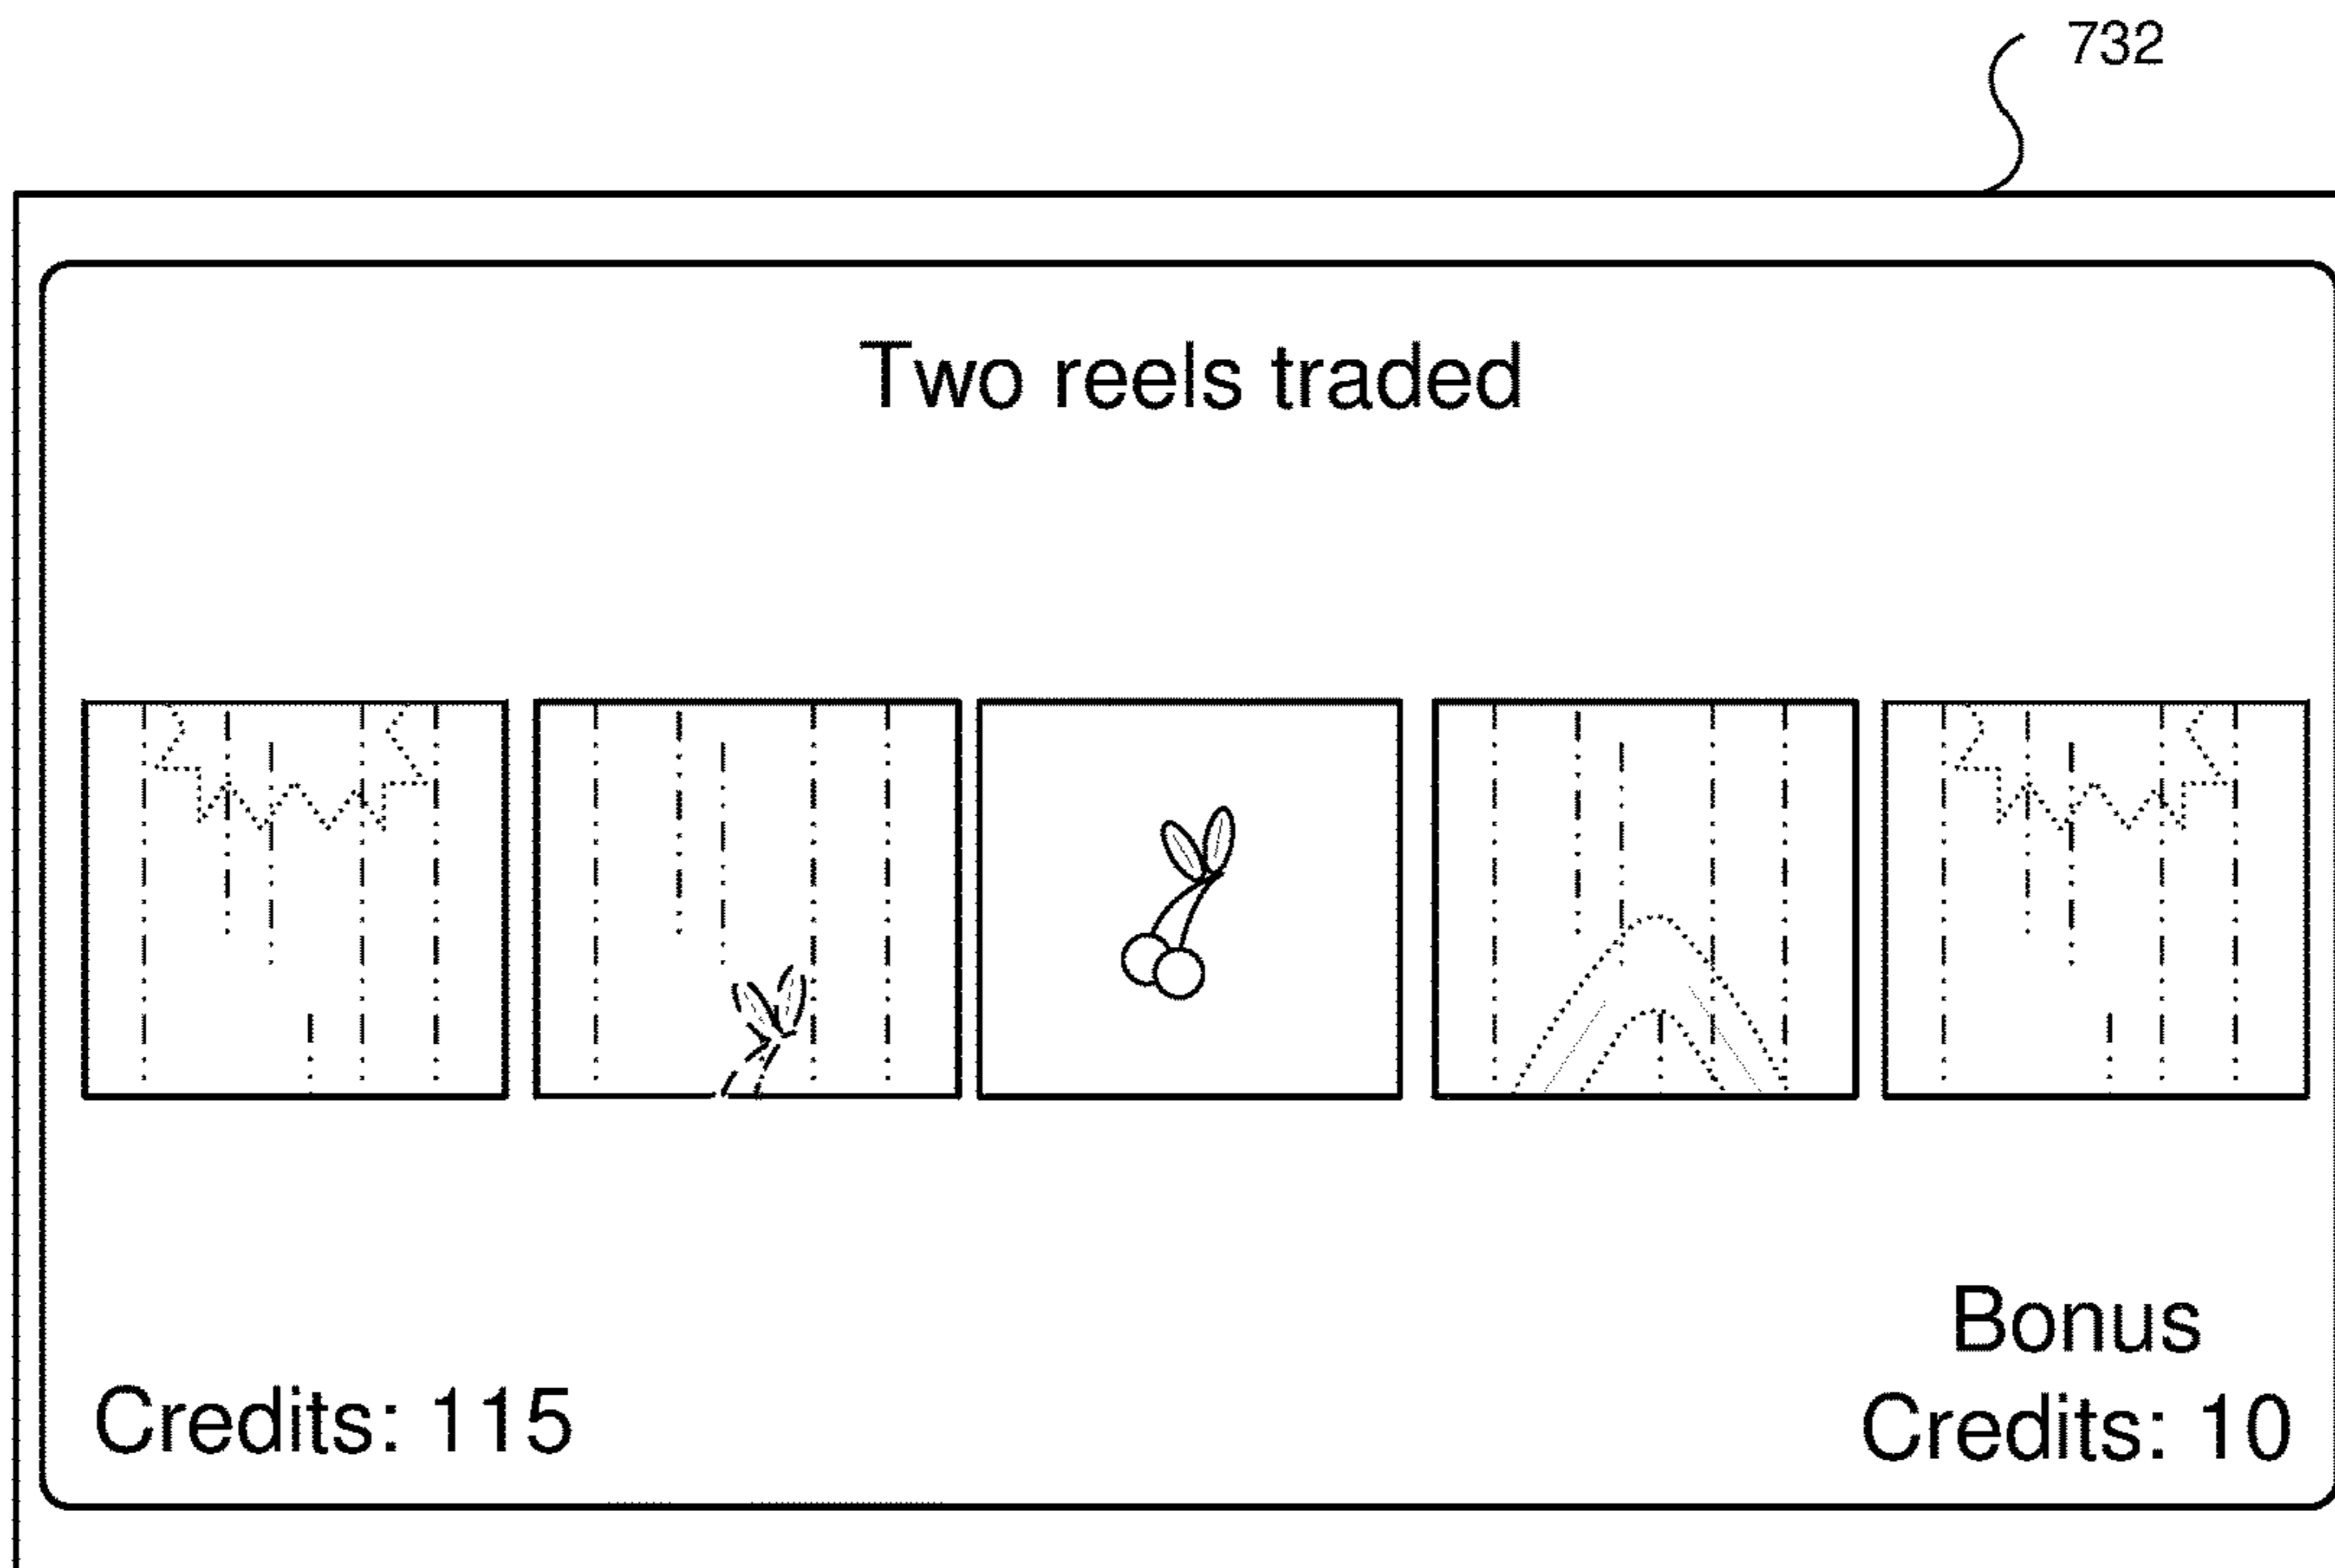 732
Two reels traded
Bonus
Credits: 115
Credits: 10